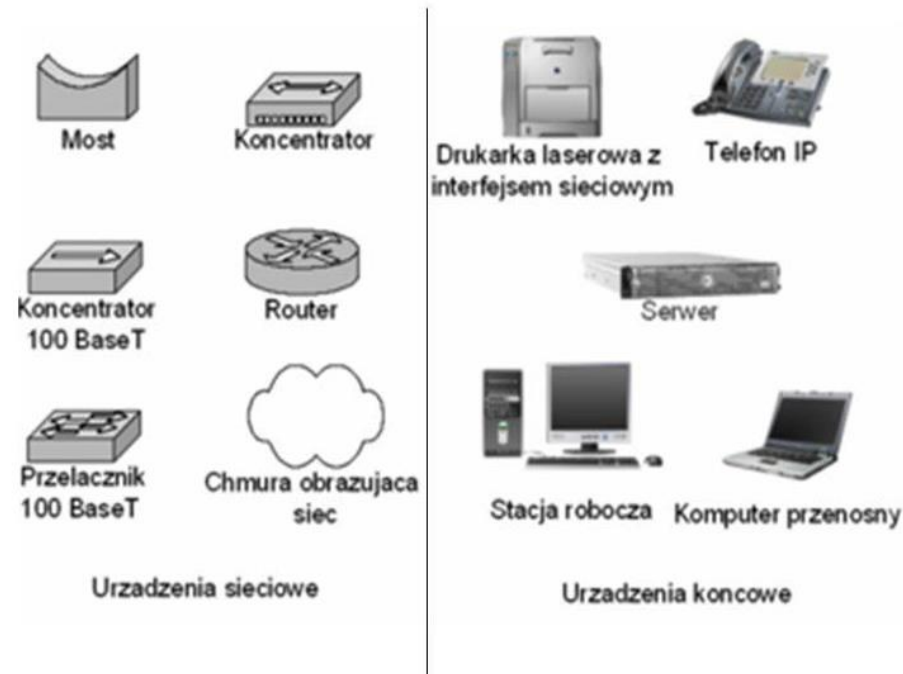 Most
Koncentrator
Koncentrator
100 BaseT
Router
Przelacznik
100 BaseT
Chmura obrazujaca
siec
Urzadzenia sieciowe
Drukarka laserowa z
interfejsem sieciowym
Telefon IP
Serwer
Stacja robocza
Komputer przenosny
Urzadzenia koncowe